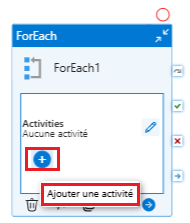 ForEach
ForEach1
Activities
Aucune activité
Ajouter une activité